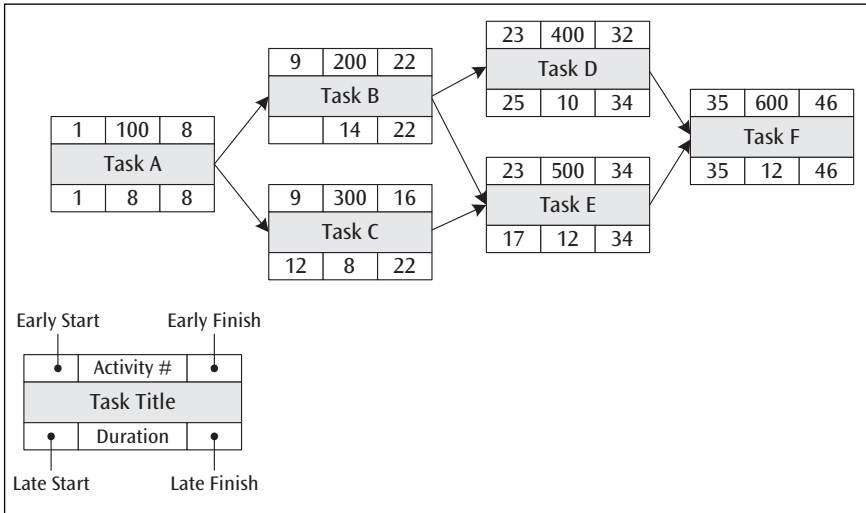 23 400 32
Task D
25 10 34
9 200 22
Task B
14 22
35 600 46
Task F
35 12 46
1 100 8
Task A
1 8 8
23 500 34
Task E
17 12 34
9 300 16
Task C
12 8 22
Early Start Early Finish
Activity #
Task Title
Duration
Late Start Late Finish